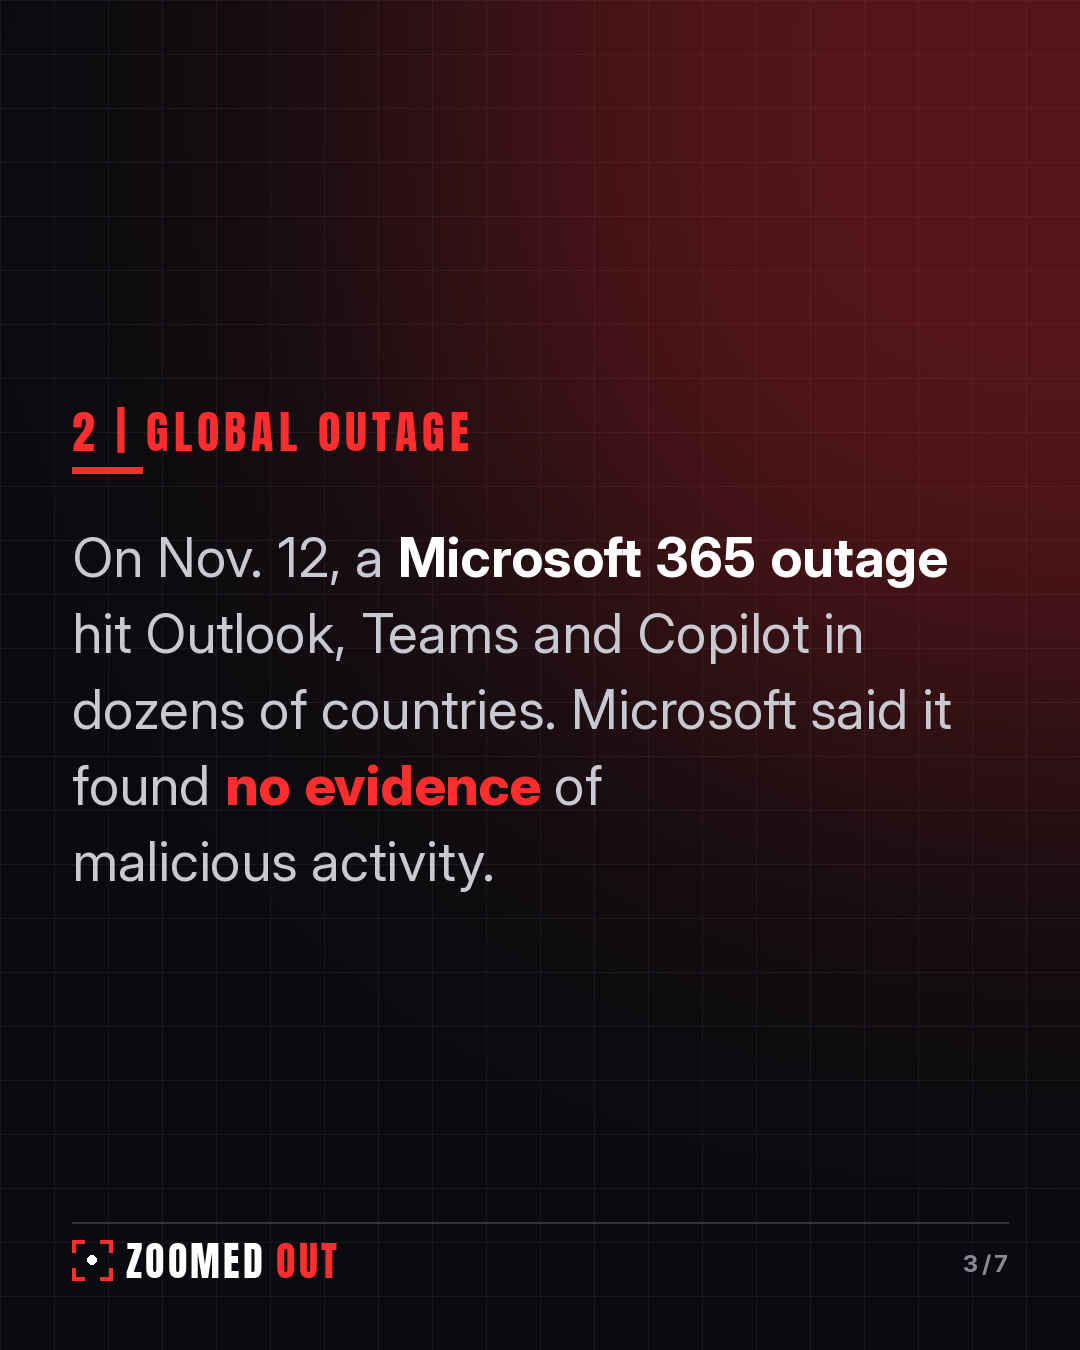 2 | GLOBAL OUTAGE
On Nov. 12, a Microsoft 365 outage
hit Outlook, Teams and Copilot in
dozens of countries. Microsoft said it
found no evidence of
malicious activity.
ZOOMED OUT
3/7